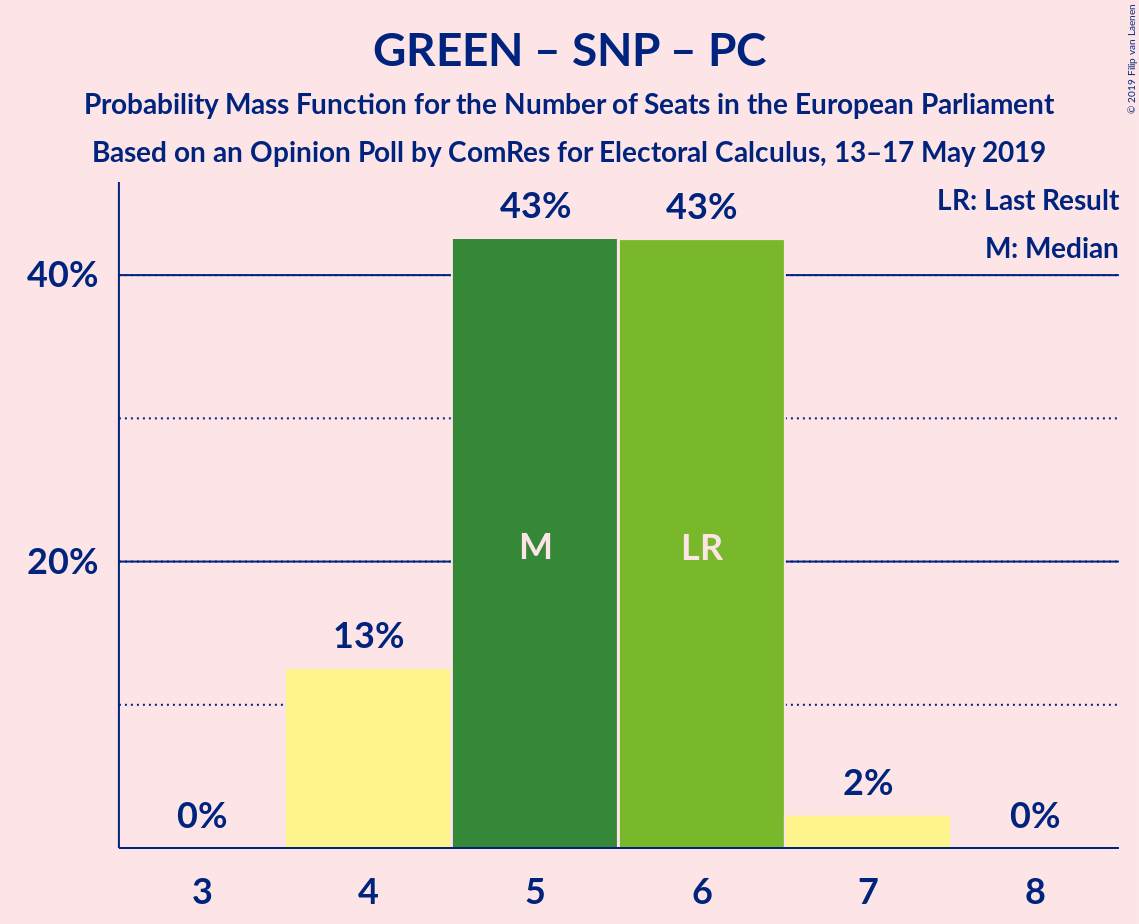 GREEN – SNP – PC
Probability Mass Function for the Number of Seats in the European Parliament
Based on an Opinion Poll by ComRes for Electoral Calculus, 13–17 May 2019
© 2019 Filip van Laenen
LR: Last Result
M: Median
43%
43%
40%
M
LR
20%
13%
2%
0%
0%
3
4
5
6
7
8